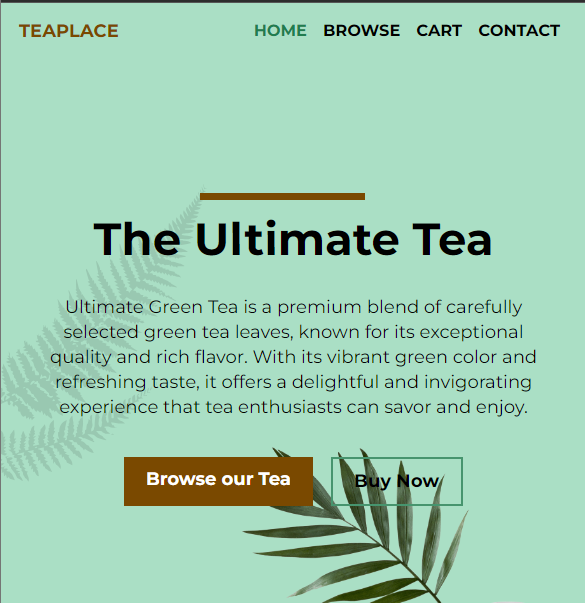 TEAPLACE
HOME BROWSE CART CONTACT
The Ultimate Tea
Ultimate Green Tea is a premium blend of carefully
selected green tea leaves, known for its exceptional
quality and rich flavor. With its vibrant green color and
refreshing taste, it offers a delightful and invigorating
experience that tea enthusiasts can savor and enjoy.
Browse our Tea
Buy Now